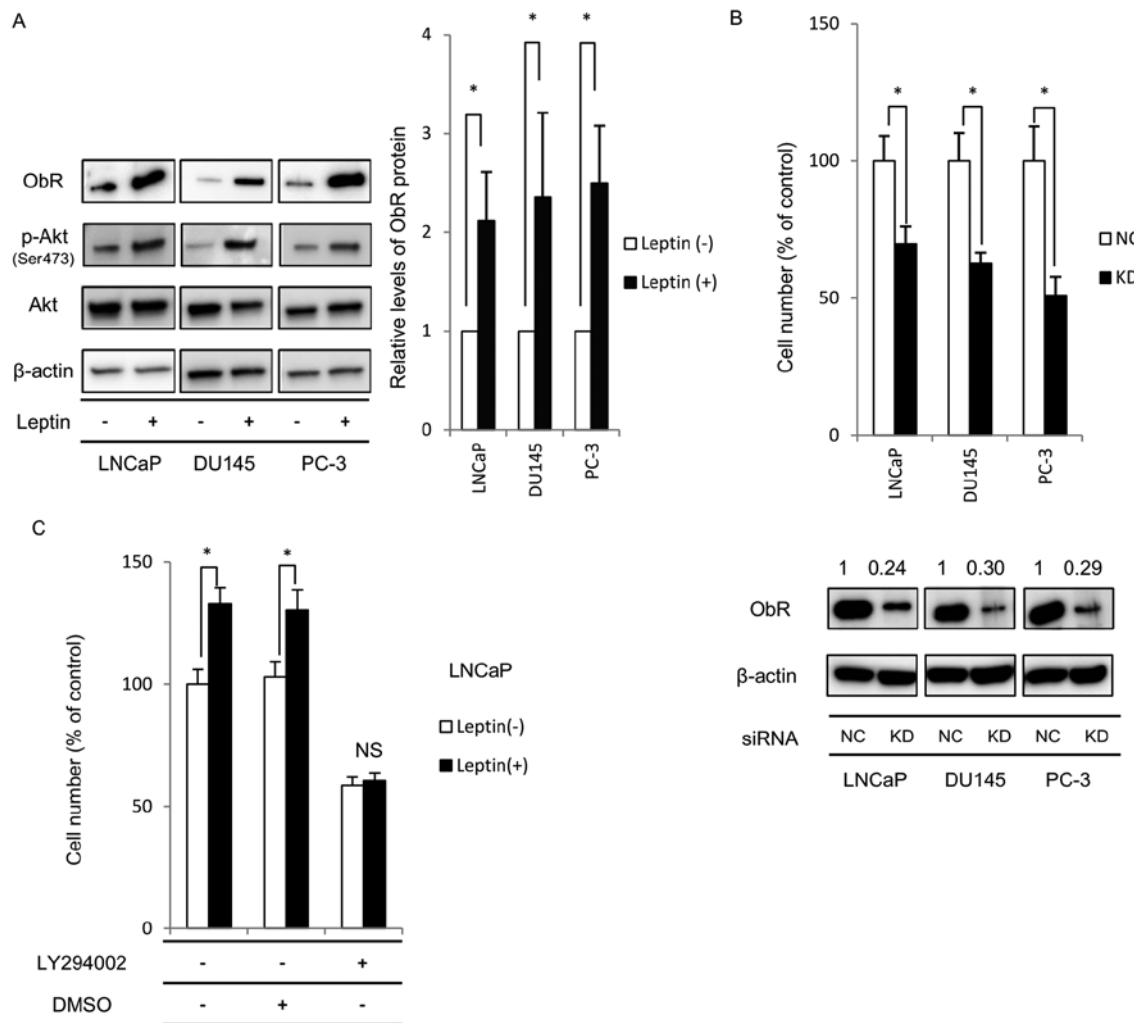 A
ObR
p-Akt
(Ser473)
Akt
β-actin
Leptin - + - + - +
LNCaP DU145 PC-3
Relative levels of ObR protein
4
3
2
1
0
* * *
Leptin (-)
Leptin (+)
LNCaP DU145 PC-3
B
Cell number (% of control)
150
100
50
0
* * *
NC
KD
LNCaP DU145 PC-3
1 0.24 1 0.30 1 0.29
ObR
β-actin
siRNA NC KD NC KD NC KD
LNCaP DU145 PC-3
C
Cell number (% of control)
150
100
50
0
* * NS
LNCaP
Leptin(-)
Leptin(+)
LY294002 - - +
DMSO - + -